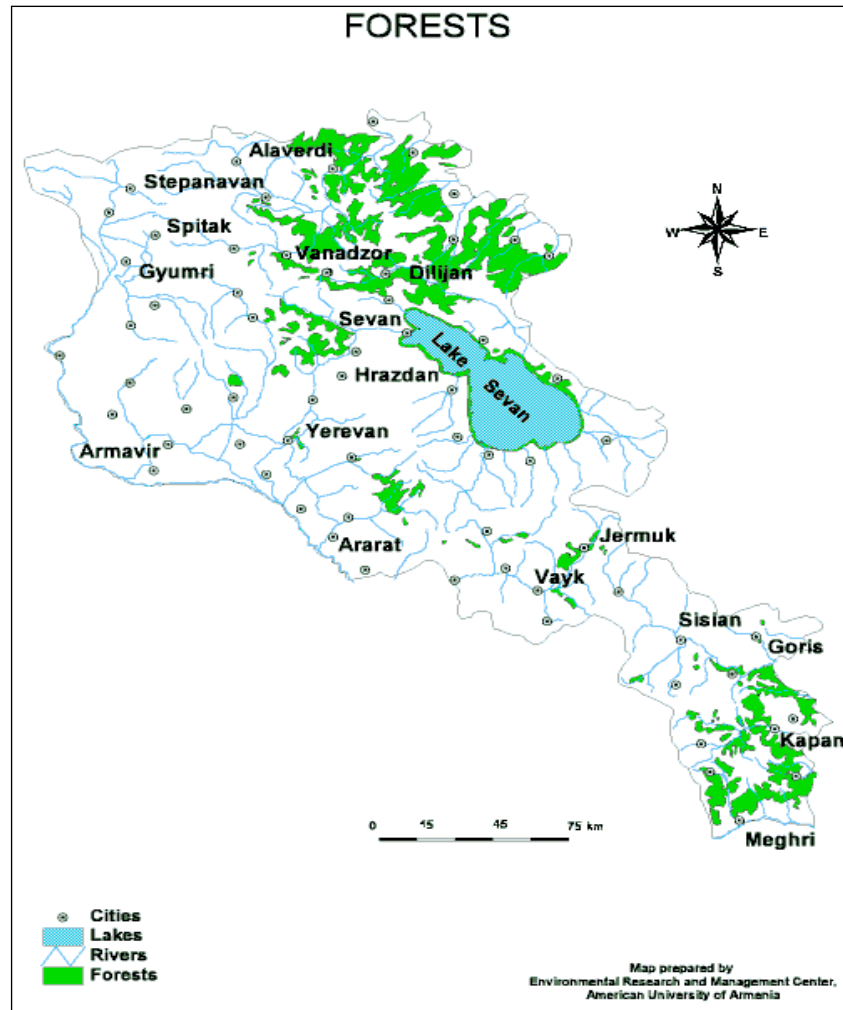 FORESTS
Alaverdi
Stepanavan
N
Spitak
W
E
Vanadzor
Gyumri
Dilijan
S
Sevan
Lake
Hrazdan
Sevan
Yerevan
Armavir
Ararat
Jermuk
Vayk
Sisian
Goris
Kapan
0 15 45 75 km
Meghri
Cities
Lakes
Rivers
Forests
Map prepared by
Environmental Research and Management Center,
American University of Armenia